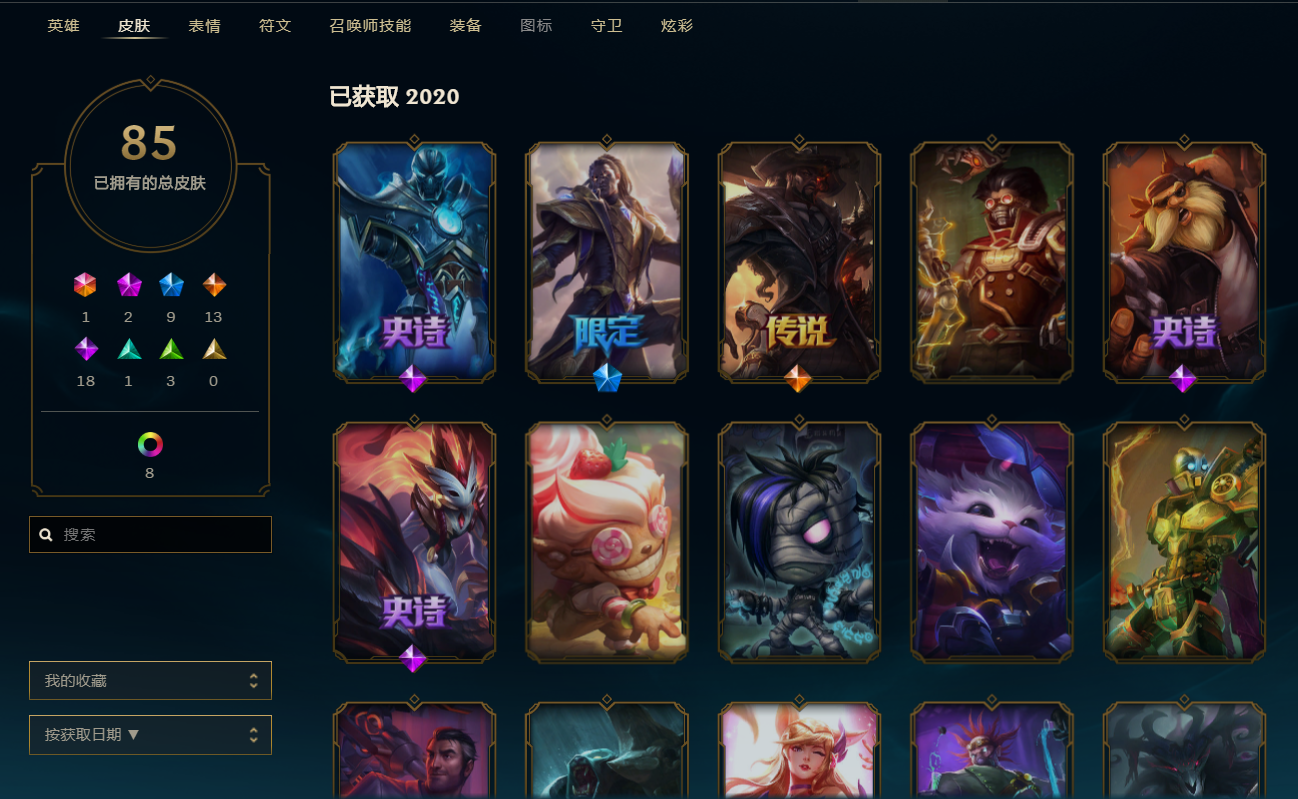 英雄 皮肤 表情 符文 召唤师技能 装备 图标 守卫 炫彩
已获取 2020
85
已拥有的总皮肤
1 2 9 13
18 1 3 0
8
搜索
我的收藏
按获取日期 ▼
史诗
限定
传说
史诗
史诗